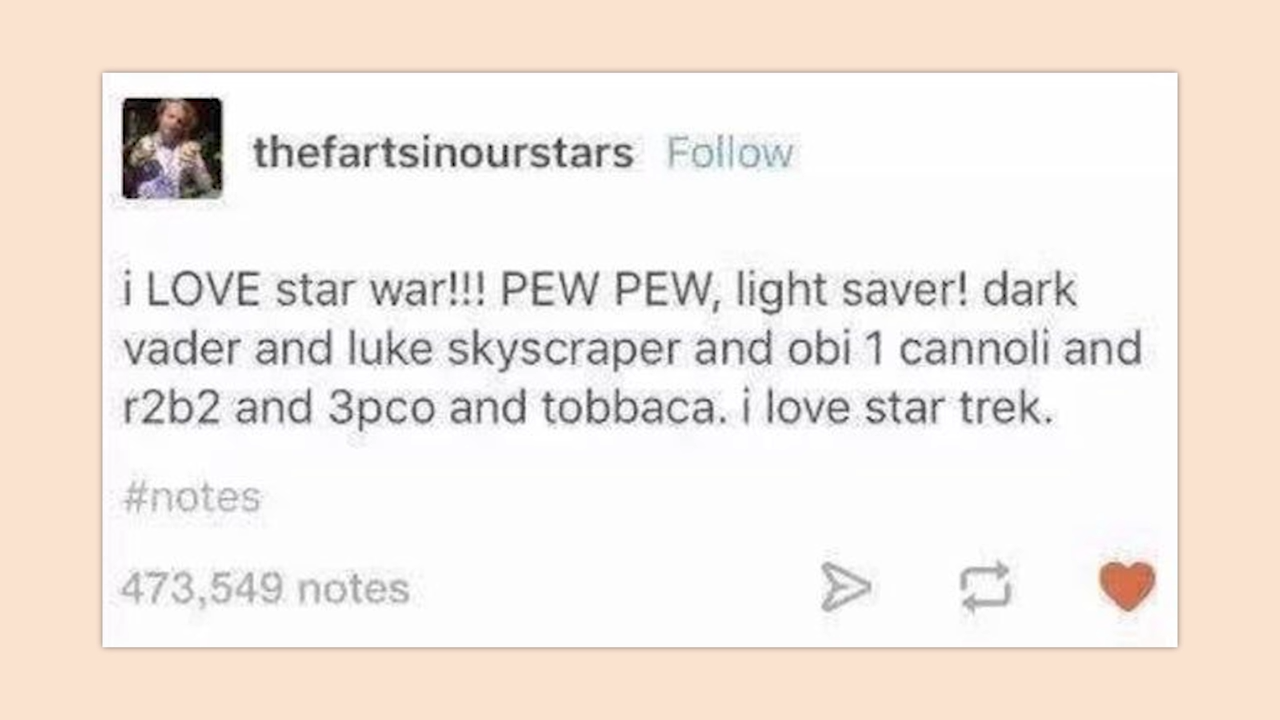 thefartsinourstars Follow
i LOVE star war!!! PEW PEW, light saver! dark
vader and luke skyscraper and obi 1 cannoli and
r2b2 and 3pco and tobbaca. i love star trek.
#notes
473,549 notes